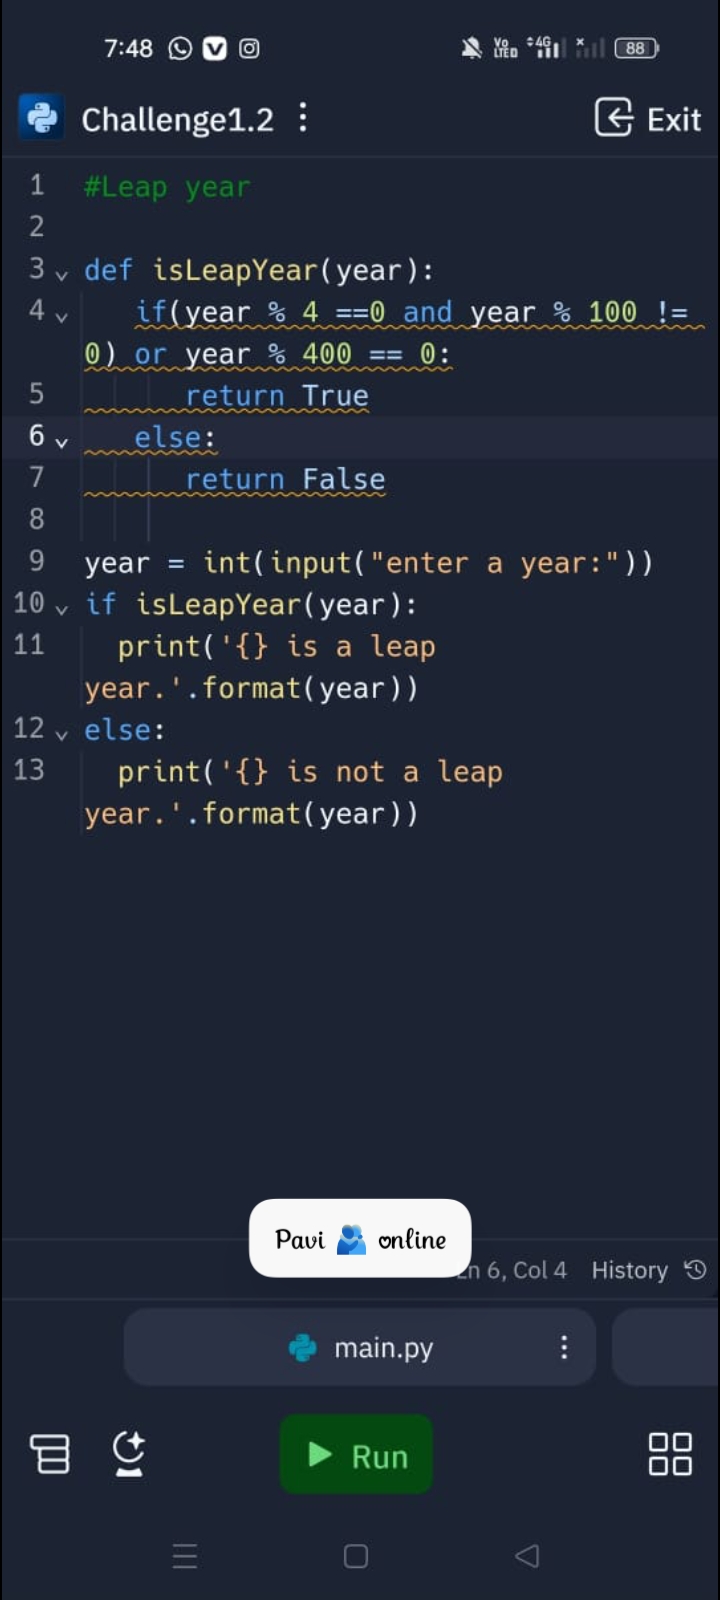 7:48
Vo LTED 4G 88
Challenge1.2 Exit
1 #Leap year
2
3 def isLeapYear(year):
4    if(year % 4 ==0 and year % 100 !=
0) or year % 400 == 0:
5       return True
6    else:
7       return False
8
9 year = int(input("enter a year:"))
10 if isLeapYear(year):
11   print('{} is a leap
year.'.format(year))
12 else:
13   print('{} is not a leap
year.'.format(year))
Pavi 🫂 online
Ln 6, Col 4 History
main.py
Run